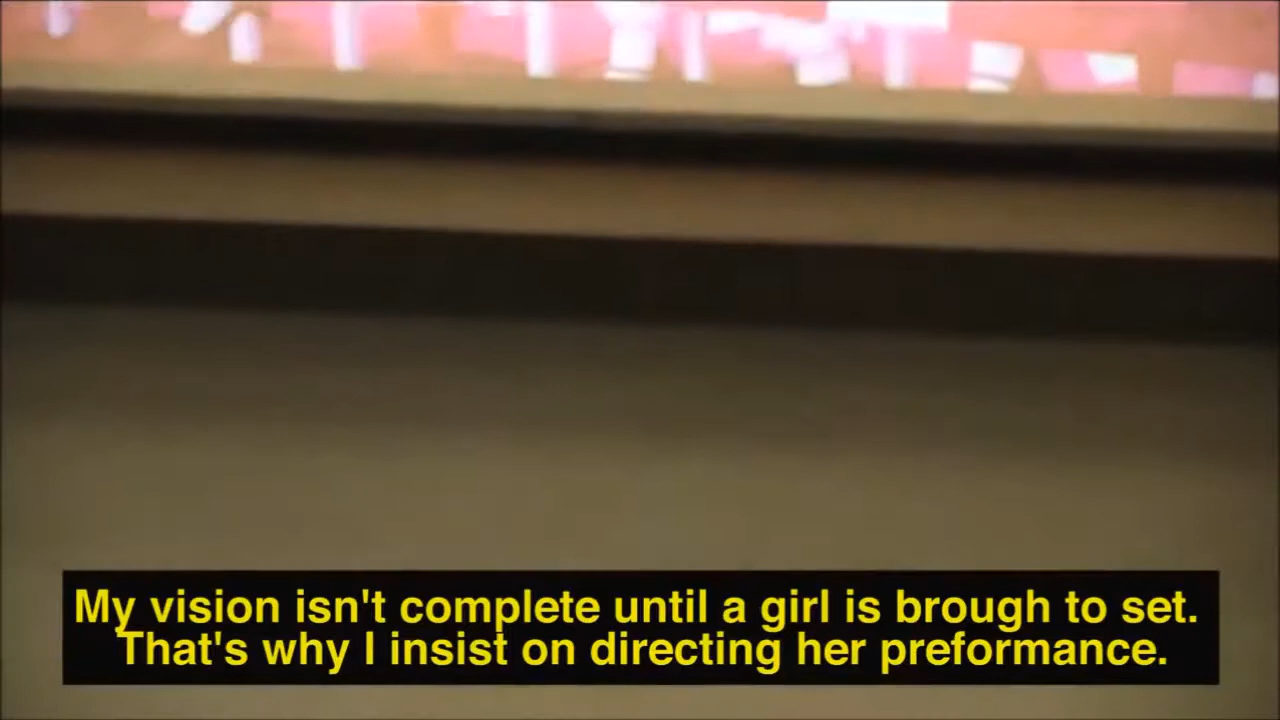 My vision isn't complete until a girl is brough to set.
That's why I insist on directing her preformance.